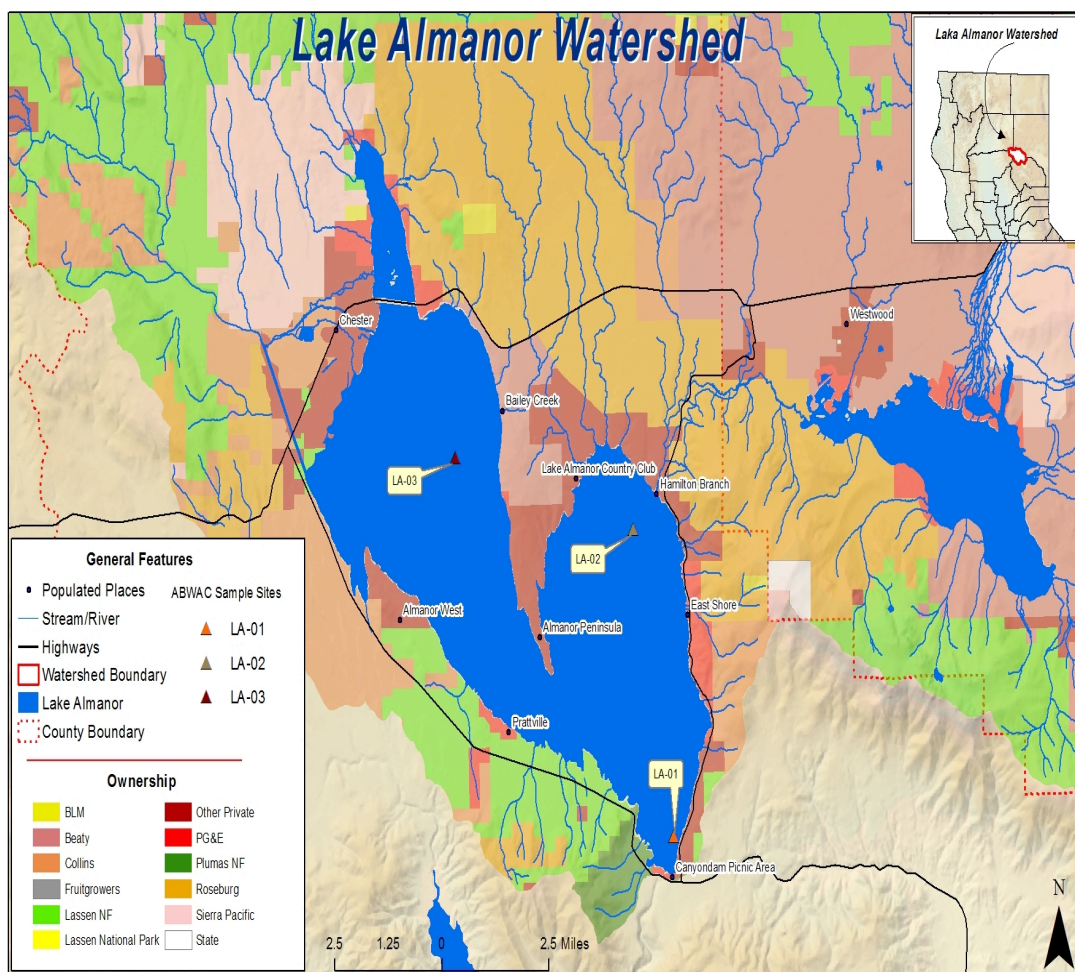 Lake Almanor Watershed
Laka Almanor Watershed
Chester
Westwood
Bailey Creek
LA-03
Lake Almanor Country Club
Hamilton Branch
LA-02
East Shore
Almanor West
Almanor Peninsula
Prattville
LA-01
Canyondam Picnic Area
General Features
Populated Places
Stream/River
Highways
Watershed Boundary
Lake Almanor
County Boundary
ABWAC Sample Sites
LA-01
LA-02
LA-03
Ownership
BLM
Beaty
Collins
Fruitgrowers
Lassen NF
Lassen National Park
Other Private
PG&E
Plumas NF
Roseburg
Sierra Pacific
State
2.5 1.25 0 2.5 Miles
N